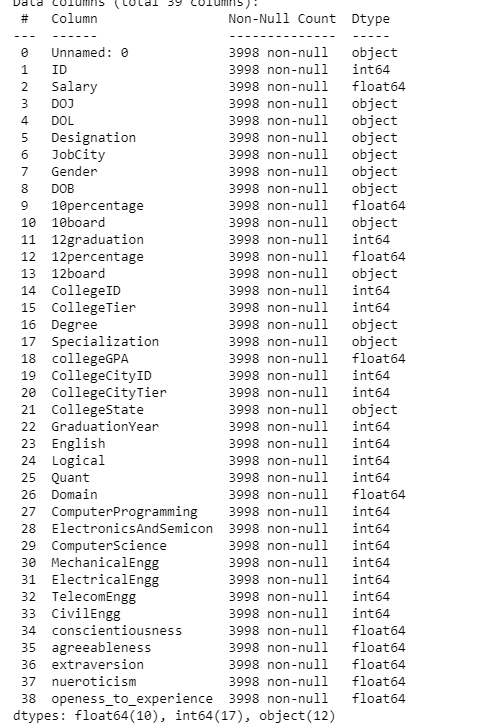 Data columns (total 39 columns):
#   Column   Non-Null Count   Dtype
---   ------   --------------   -----
0   Unnamed: 0   3998 non-null   object
1   ID   3998 non-null   int64
2   Salary   3998 non-null   float64
3   DOJ   3998 non-null   object
4   DOL   3998 non-null   object
5   Designation   3998 non-null   object
6   JobCity   3998 non-null   object
7   Gender   3998 non-null   object
8   DOB   3998 non-null   object
9   10percentage   3998 non-null   float64
10   10board   3998 non-null   object
11   12graduation   3998 non-null   int64
12   12percentage   3998 non-null   float64
13   12board   3998 non-null   object
14   CollegeID   3998 non-null   int64
15   CollegeTier   3998 non-null   int64
16   Degree   3998 non-null   object
17   Specialization   3998 non-null   object
18   collegeGPA   3998 non-null   float64
19   CollegeCityID   3998 non-null   int64
20   CollegeCityTier   3998 non-null   int64
21   CollegeState   3998 non-null   object
22   GraduationYear   3998 non-null   int64
23   English   3998 non-null   int64
24   Logical   3998 non-null   int64
25   Quant   3998 non-null   int64
26   Domain   3998 non-null   float64
27   ComputerProgramming   3998 non-null   int64
28   ElectronicsAndSemicon   3998 non-null   int64
29   ComputerScience   3998 non-null   int64
30   MechanicalEngg   3998 non-null   int64
31   ElectricalEngg   3998 non-null   int64
32   TelecomEngg   3998 non-null   int64
33   CivilEngg   3998 non-null   int64
34   conscientiousness   3998 non-null   float64
35   agreeableness   3998 non-null   float64
36   extraversion   3998 non-null   float64
37   nueroticism   3998 non-null   float64
38   openess_to_experience   3998 non-null   float64
dtypes: float64(10), int64(17), object(12)